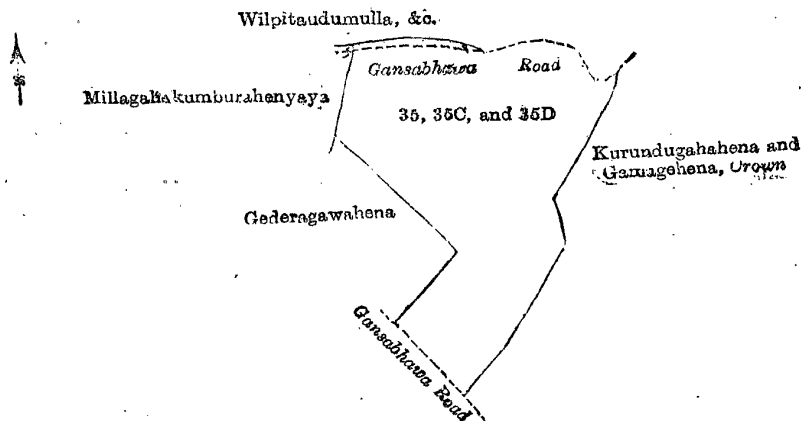 Wilpitaudumulla, &c.
Gansabhawa Road
Millagahakumburahenyaya
35, 35C, and 35D
Kurundugahahena and
Gamagehena, Crown
Gederagawahena
Gansabhawa Road